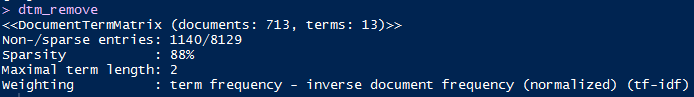 > dtm_remove
<<DocumentTermMatrix (documents: 713, terms: 13)>>
Non-/sparse entries: 1140/8129
Sparsity           : 88%
Maximal term length: 2
Weighting          : term frequency - inverse document frequency (normalized) (tf-idf)